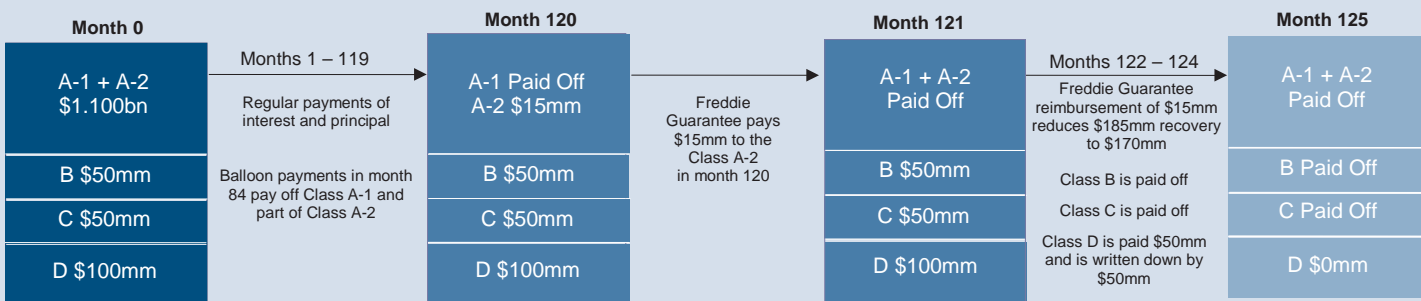 Month 0
A-1 + A-2
$1.100bn
B $50mm
C $50mm
D $100mm
Months 1 – 119
Regular payments of
interest and principal
Balloon payments in month
84 pay off Class A-1 and
part of Class A-2
Month 120
A-1 Paid Off
A-2 $15mm
B $50mm
C $50mm
D $100mm
Freddie
Guarantee pays
$15mm to the
Class A-2
in month 120
Month 121
A-1 + A-2
Paid Off
B $50mm
C $50mm
D $100mm
Months 122 – 124
Freddie Guarantee
reimbursement of $15mm
reduces $185mm recovery
to $170mm
Class B is paid off
Class C is paid off
Class D is paid $50mm
and is written down by
$50mm
Month 125
A-1 + A-2
Paid Off
B Paid Off
C Paid Off
D $0mm